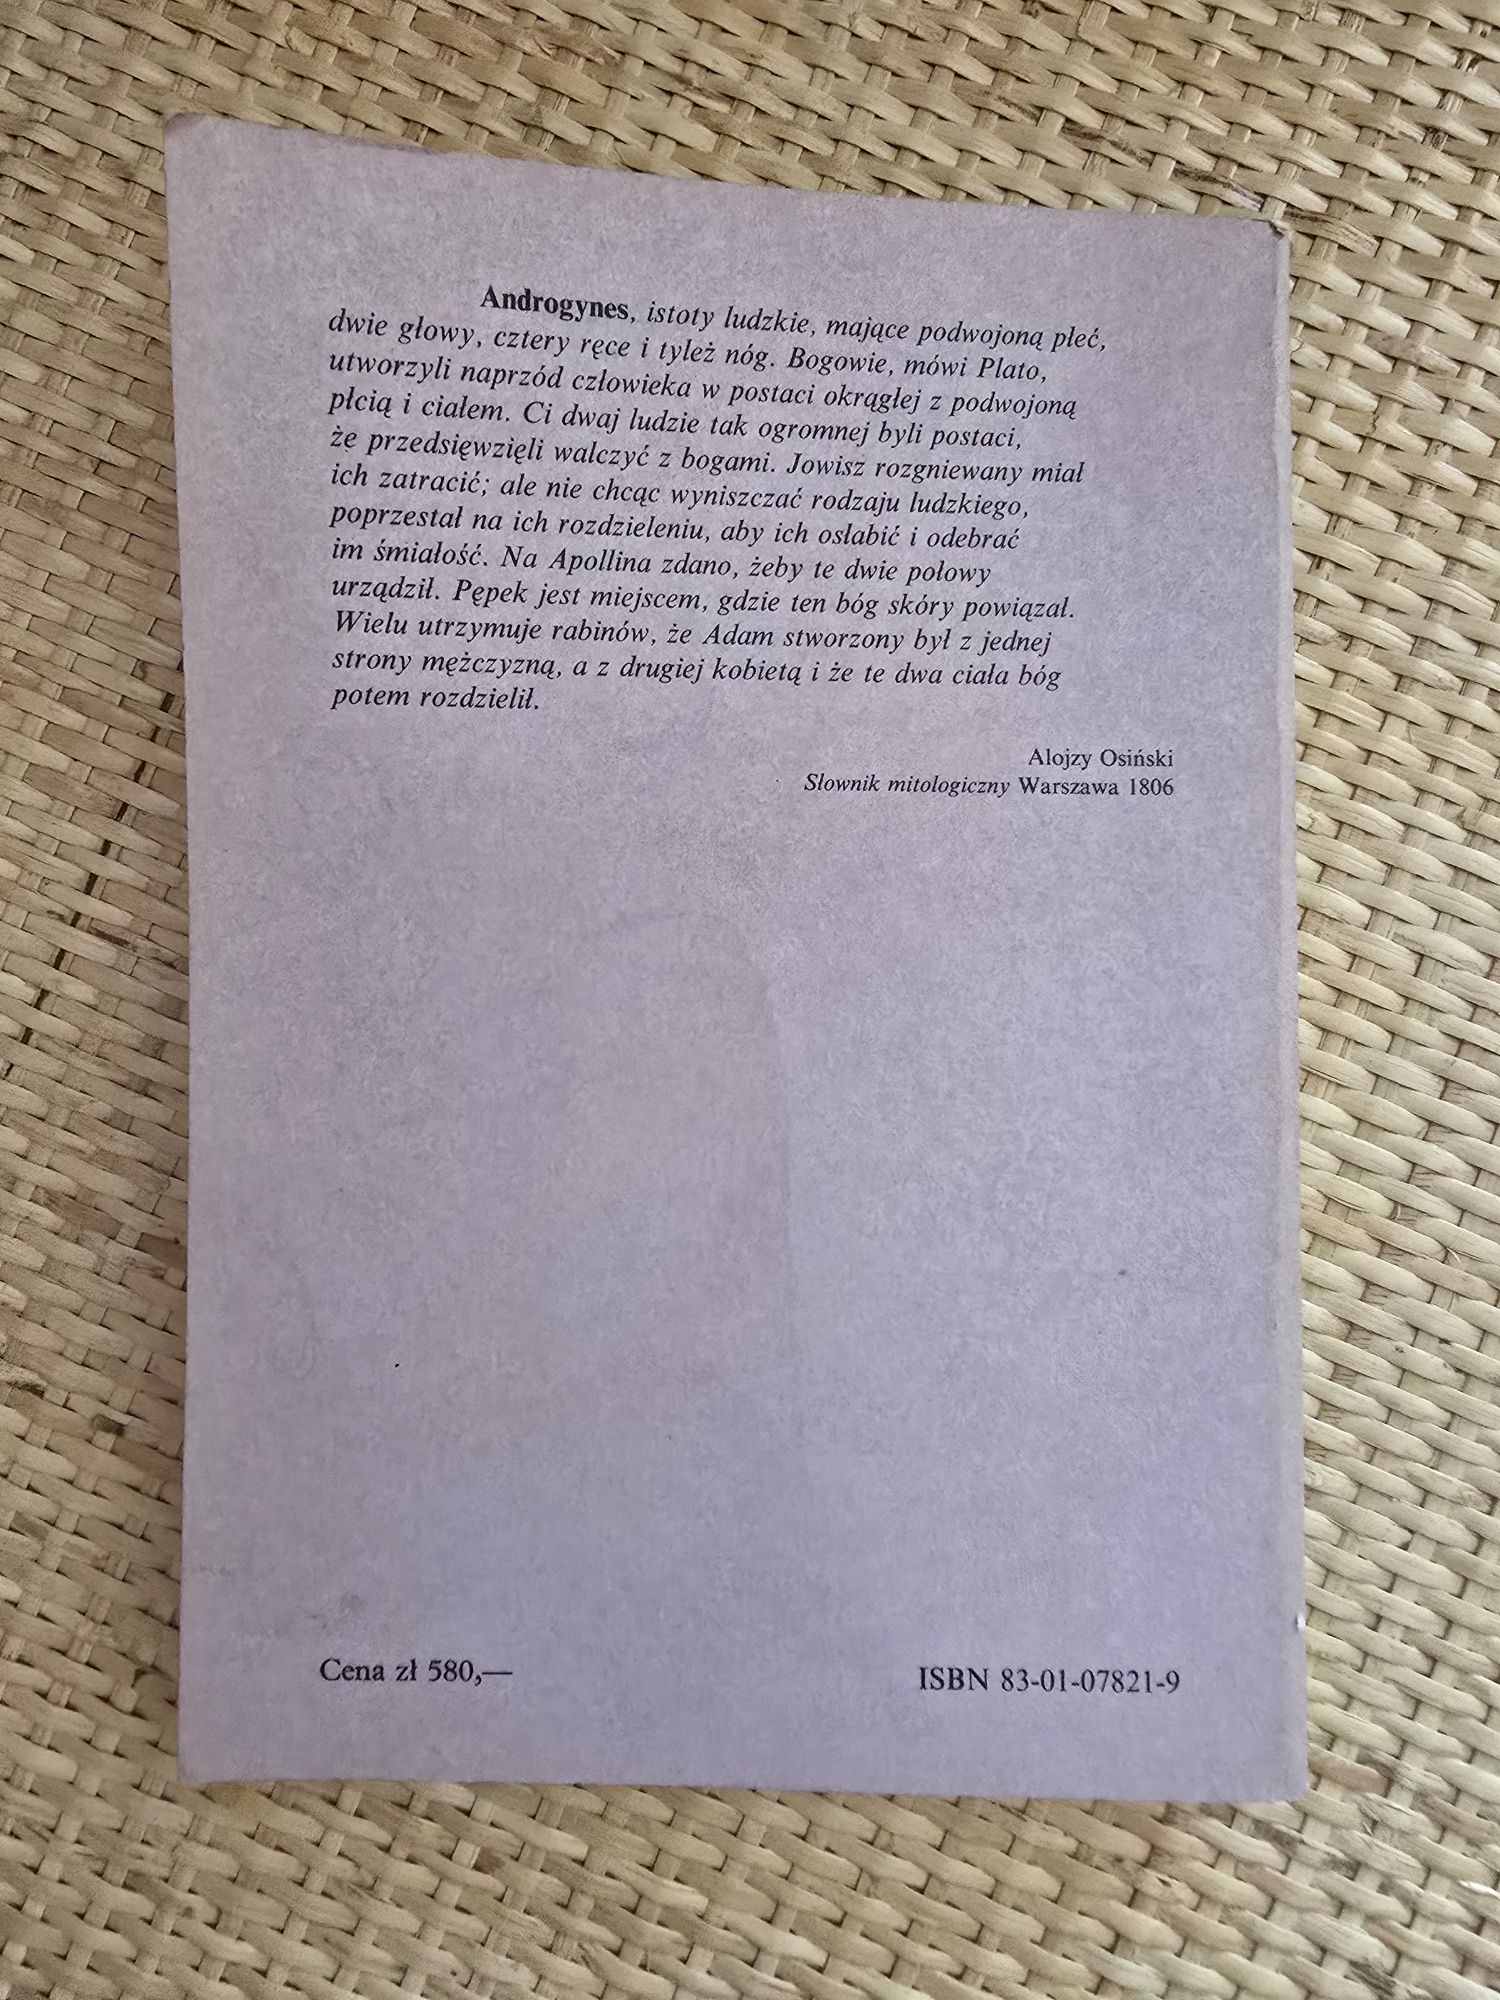 Androgynes, istoty ludzkie, mające podwojoną płeć,
dwie głowy, cztery ręce i tyleż nóg. Bogowie, mówi Plato,
utworzyli naprzód człowieka w postaci okrągłej z podwojoną
płcią i ciałem. Ci dwaj ludzie tak ogromnej byli postaci,
że przedsięwzięli walczyć z bogami. Jowisz rozgniewany miał
ich zatracić; ale nie chcąc wyniszczać rodzaju ludzkiego,
poprzestał na ich rozdzieleniu, aby ich osłabić i odebrać
im śmiałość. Na Apollina zdano, żeby te dwie połowy
urządził. Pępek jest miejscem, gdzie ten bóg skóry powiązał.
Wielu utrzymuje rabinów, że Adam stworzony był z jednej
strony mężczyzną, a z drugiej kobietą i że te dwa ciała bóg
potem rozdzielił.
Alojzy Osiński
Słownik mitologiczny Warszawa 1806
Cena zł 580,—
ISBN 83-01-07821-9